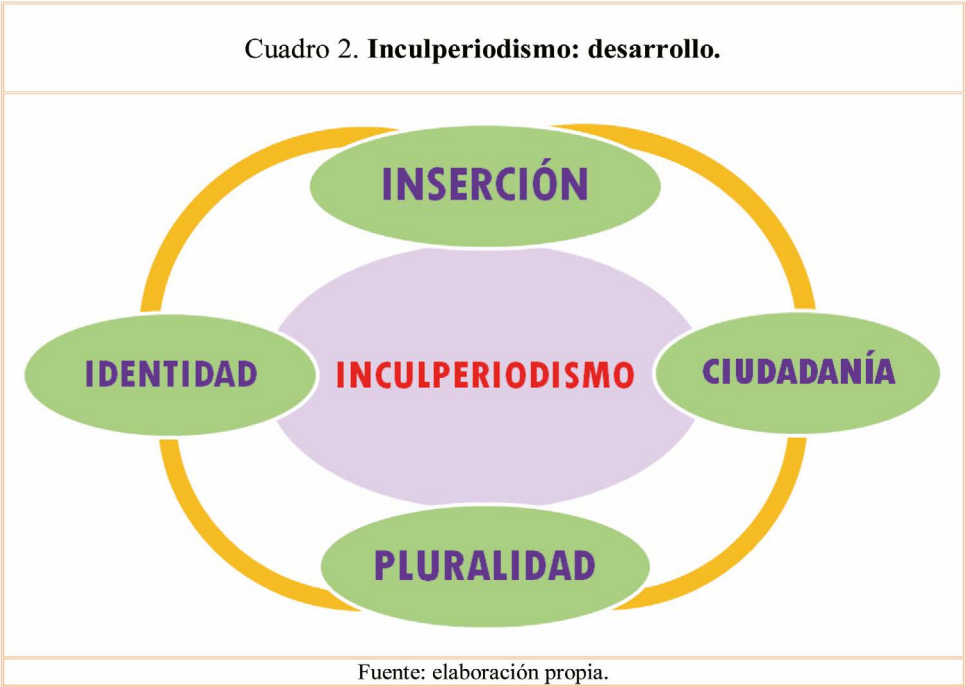 Cuadro 2. Inculperiodismo: desarrollo.
INSERCIÓN
IDENTIDAD
INCULPERIODISMO
CIUDADANÍA
PLURALIDAD
Fuente: elaboración propia.